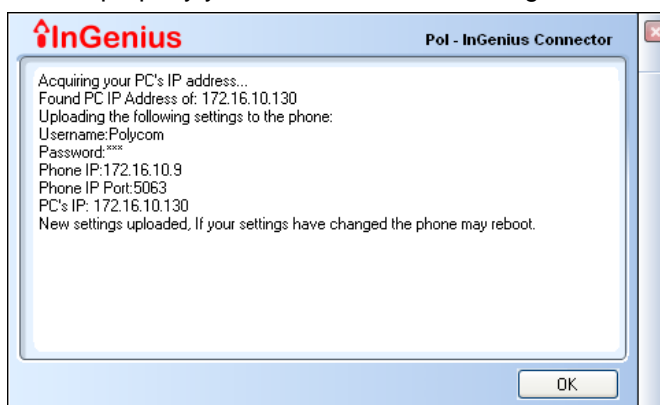 InGenius
Pol - InGenius Connector
Acquiring your PC's IP address...
Found PC IP Address of: 172.16.10.130
Uploading the following settings to the phone:
Username:Polycom
Password:***
Phone IP:172.16.10.9
Phone IP Port:5063
PC's IP: 172.16.10.130
New settings uploaded, If your settings have changed the phone may reboot.
OK